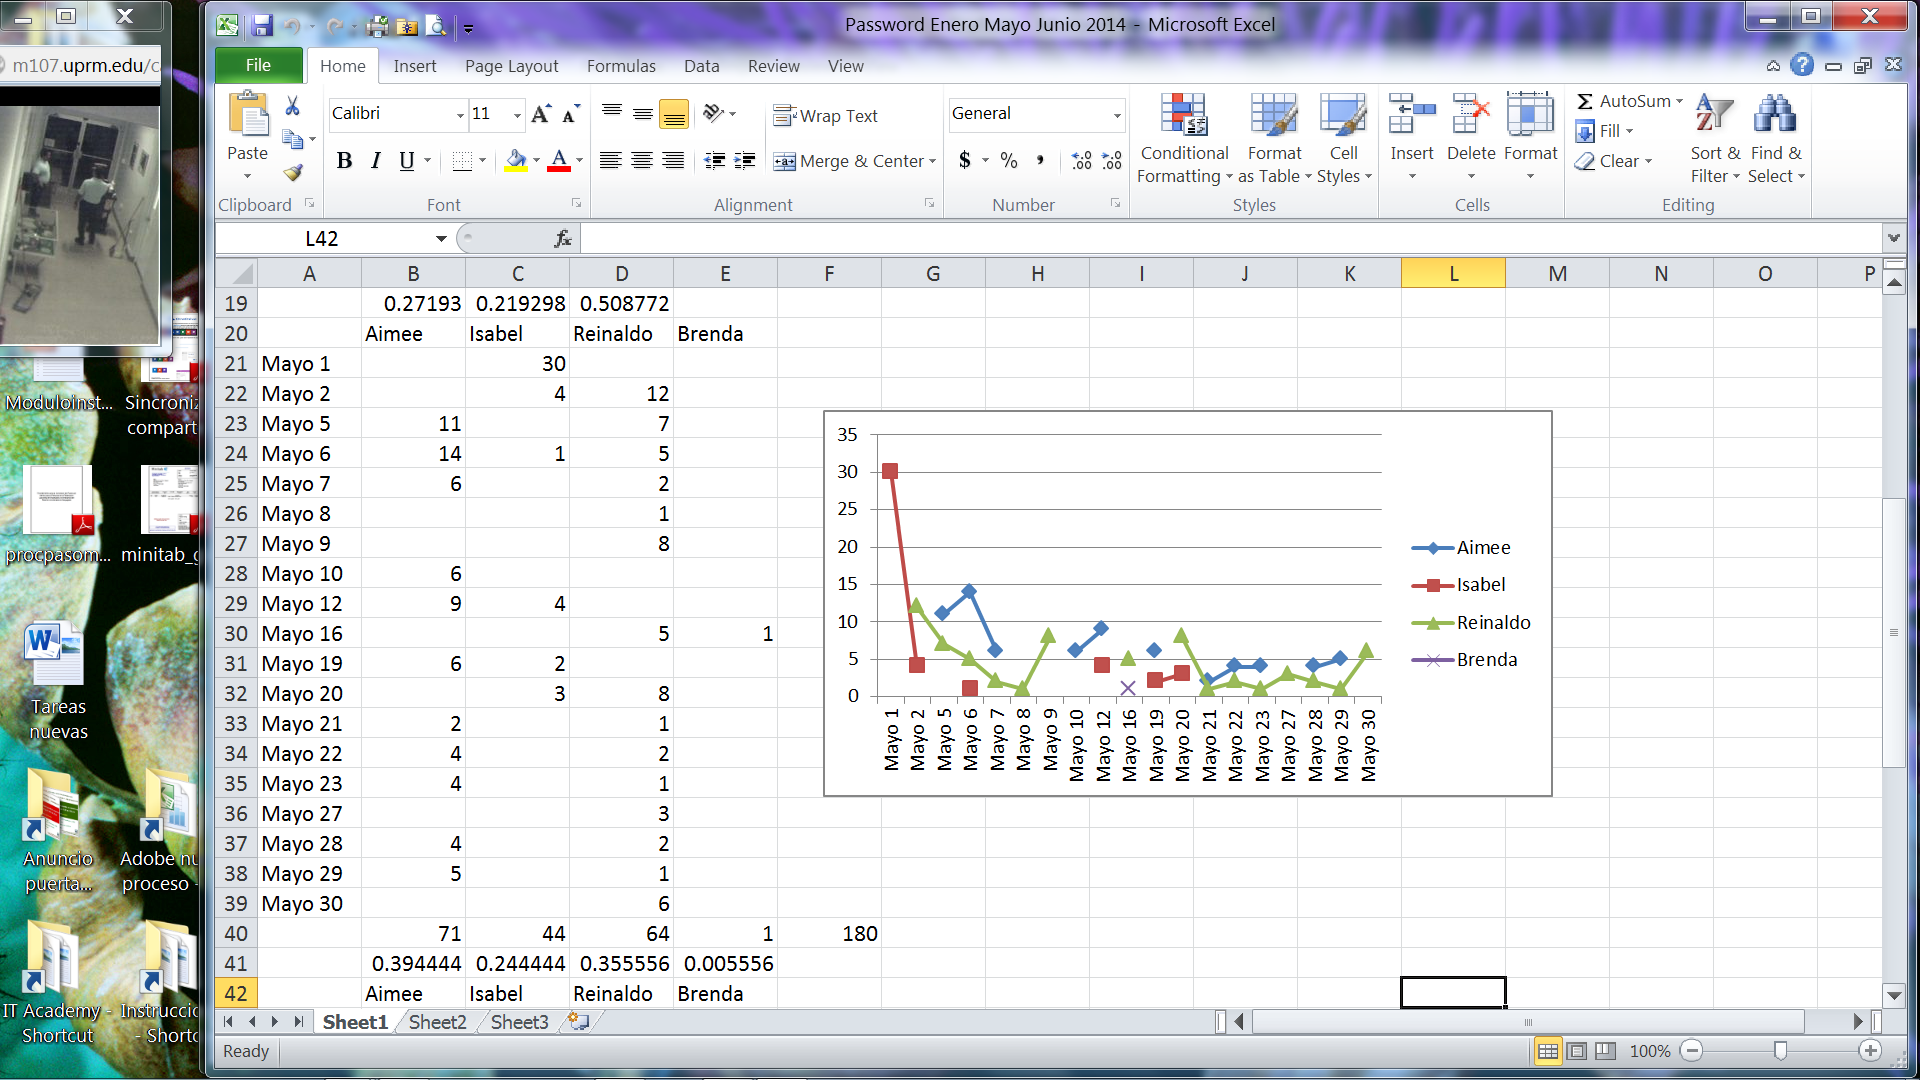 Password Enero Mayo Junio 2014 - Microsoft Excel
m107.uprm.edu/c
File Home Insert Page Layout Formulas Data Review View
Paste
Calibri 11
B I U
Wrap Text
Merge & Center
General
$ % ,
Conditional Formatting
Format as Table
Cell Styles
Insert Delete Format
Σ AutoSum
Fill
Clear
Sort & Filter
Find & Select
Clipboard Font Alignment Number Styles Cells Editing
L42 fx
A B C D E F G H I J K L M N O P
19 0.27193 0.219298 0.508772
20 Aimee Isabel Reinaldo Brenda
21 Mayo 1 30
22 Mayo 2 4 12
23 Mayo 5 11 7
24 Mayo 6 14 1 5
25 Mayo 7 6 2
26 Mayo 8 1
27 Mayo 9 8
28 Mayo 10 6
29 Mayo 12 9 4
30 Mayo 16 5 1
31 Mayo 19 6 2
32 Mayo 20 3 8
33 Mayo 21 2 1
34 Mayo 22 4 2
35 Mayo 23 4 1
36 Mayo 27 3
37 Mayo 28 4 2
38 Mayo 29 5 1
39 Mayo 30 6
40 71 44 64 1 180
41 0.394444 0.244444 0.355556 0.005556
42 Aimee Isabel Reinaldo Brenda
35
30
25
20
15
10
5
0
Mayo 1 Mayo 2 Mayo 5 Mayo 6 Mayo 7 Mayo 8 Mayo 9 Mayo 10 Mayo 12 Mayo 16 Mayo 19 Mayo 20 Mayo 21 Mayo 22 Mayo 23 Mayo 27 Mayo 28 Mayo 29 Mayo 30
Aimee
Isabel
Reinaldo
Brenda
Sheet1 Sheet2 Sheet3
Ready 100%
Moduloinst...
Sincroniz
compart
procpasom...
minitab_g
Tareas
nuevas
Anuncio
puerta...
Adobe nu
proceso -
IT Academy -
Shortcut
Instruccio
- Shortc